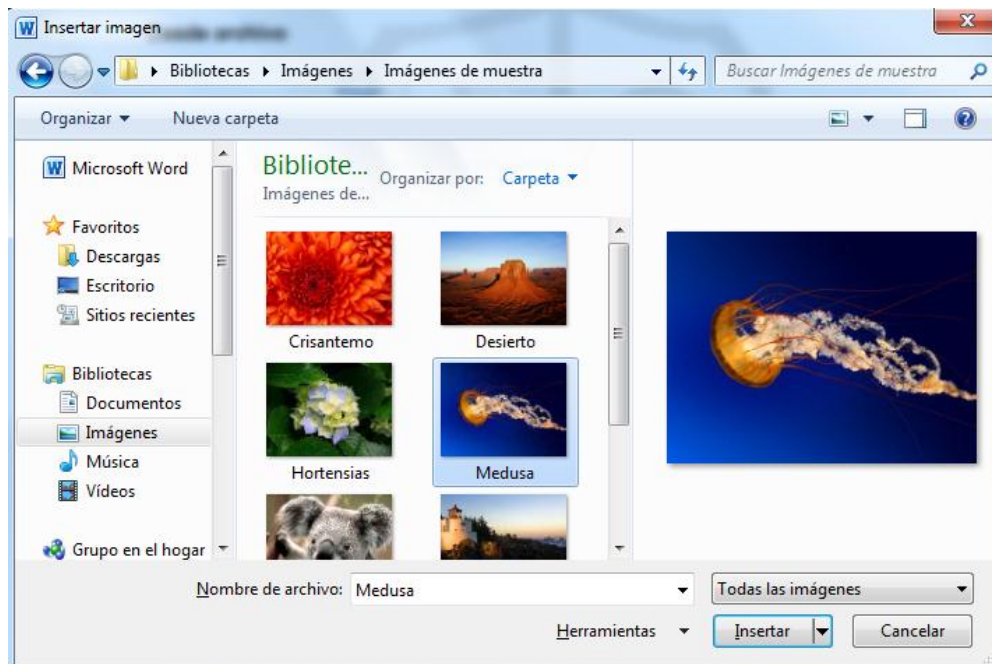 Insertar imagen
Bibliotecas ▸ Imágenes ▸ Imágenes de muestra
Buscar Imágenes de muestra
Organizar
Nueva carpeta
Microsoft Word
Favoritos
Descargas
Escritorio
Sitios recientes
Bibliotecas
Documentos
Imágenes
Música
Vídeos
Grupo en el hogar
Bibliote...
Imágenes de...
Organizar por: Carpeta
Crisantemo
Desierto
Hortensias
Medusa
Nombre de archivo: Medusa
Todas las imágenes
Herramientas
Insertar
Cancelar